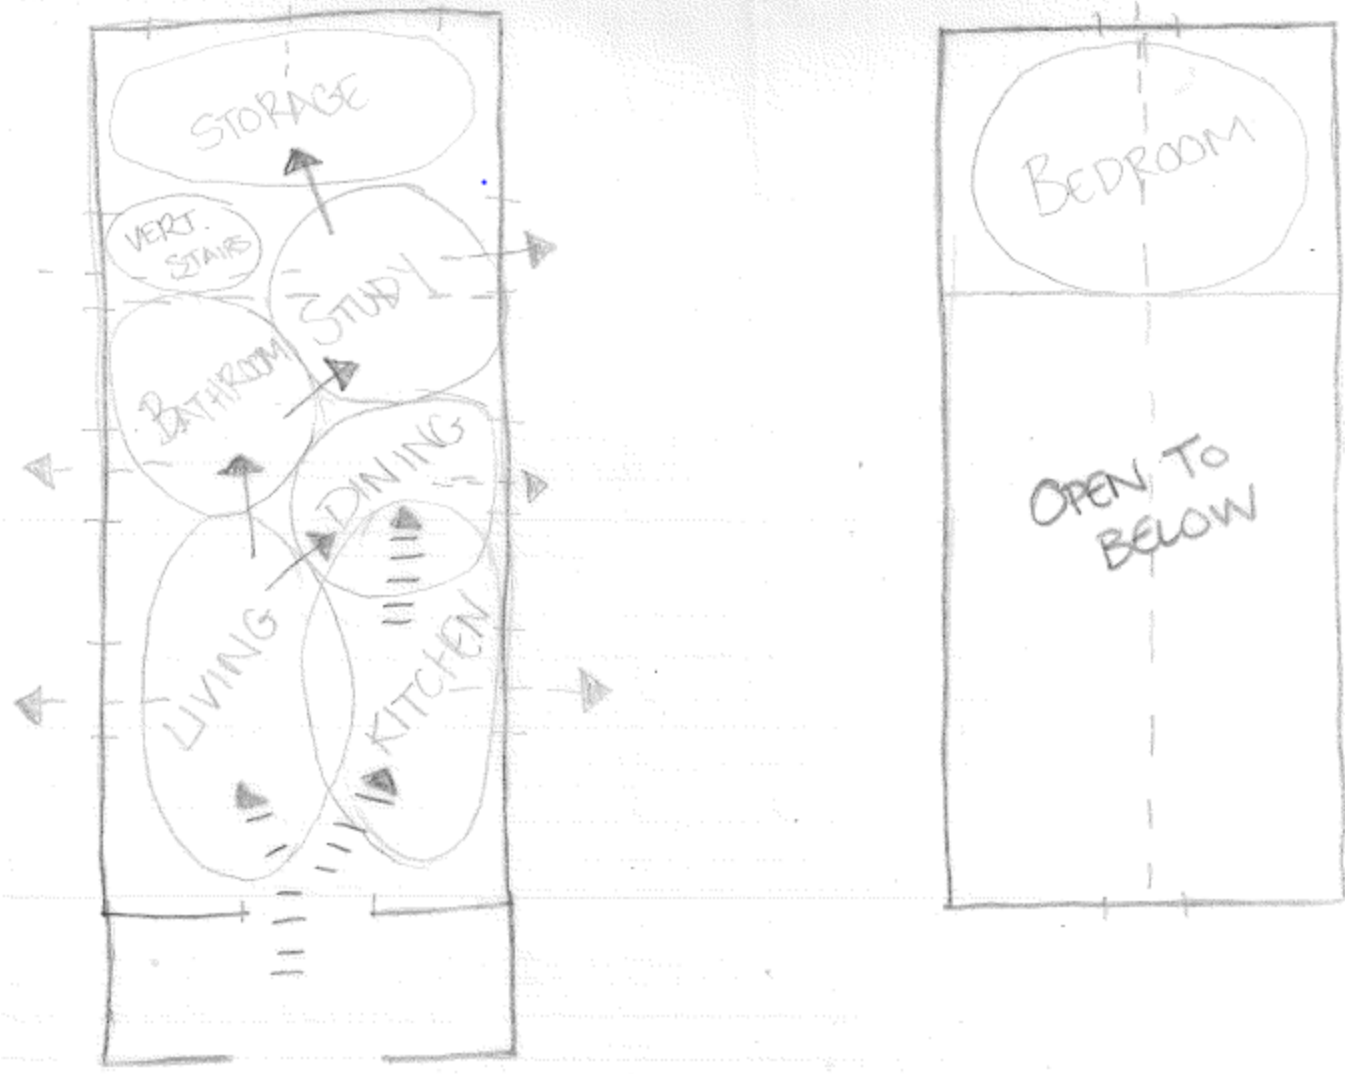 STORAGE
VERT.
STAIRS
STUDY
BATHROOM
DINING
LIVING
KITCHEN
BEDROOM
OPEN TO
BELOW